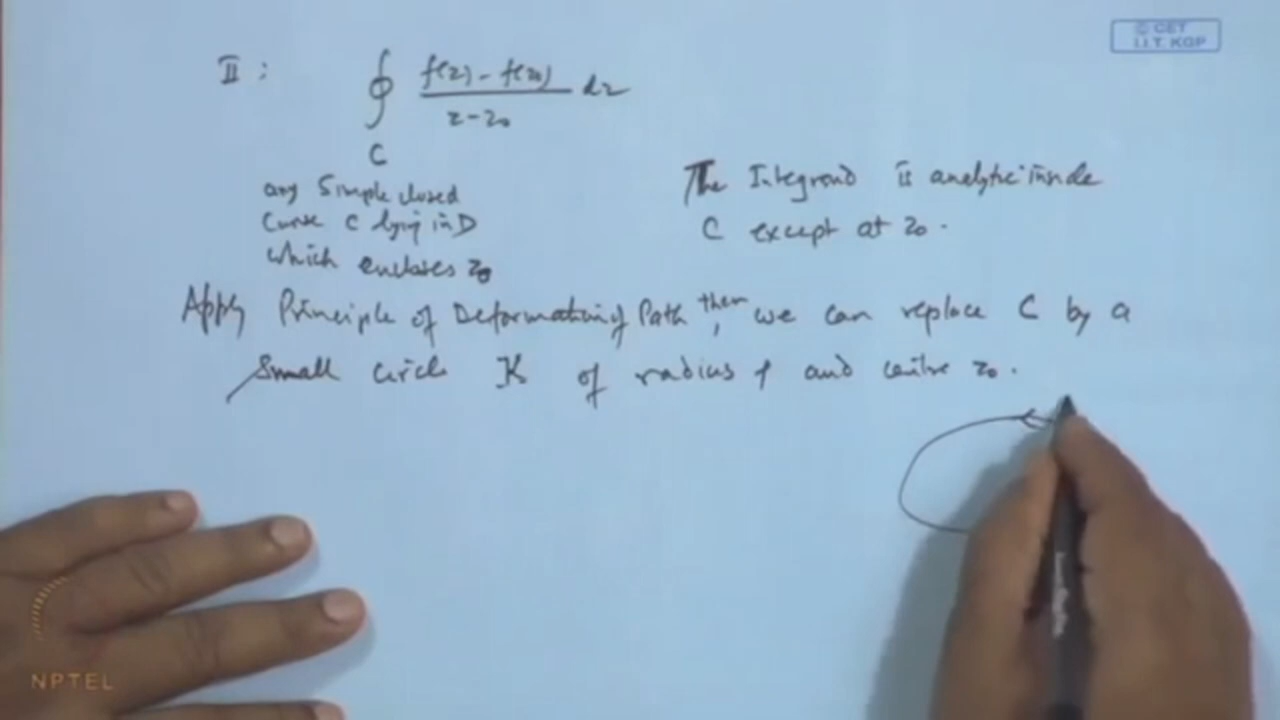 © CET
I.I.T. KGP
II : ∮ f(z) - f(z0) / z - z0 dz
C
any Simple closed
Curve C lying in D
which encloses z0
The Integrand is analytic inside
C except at z0.
Apply Principle of Deformation of Path, then we can replace C by a
Small circle K of radius ρ and centre z0.
NPTEL